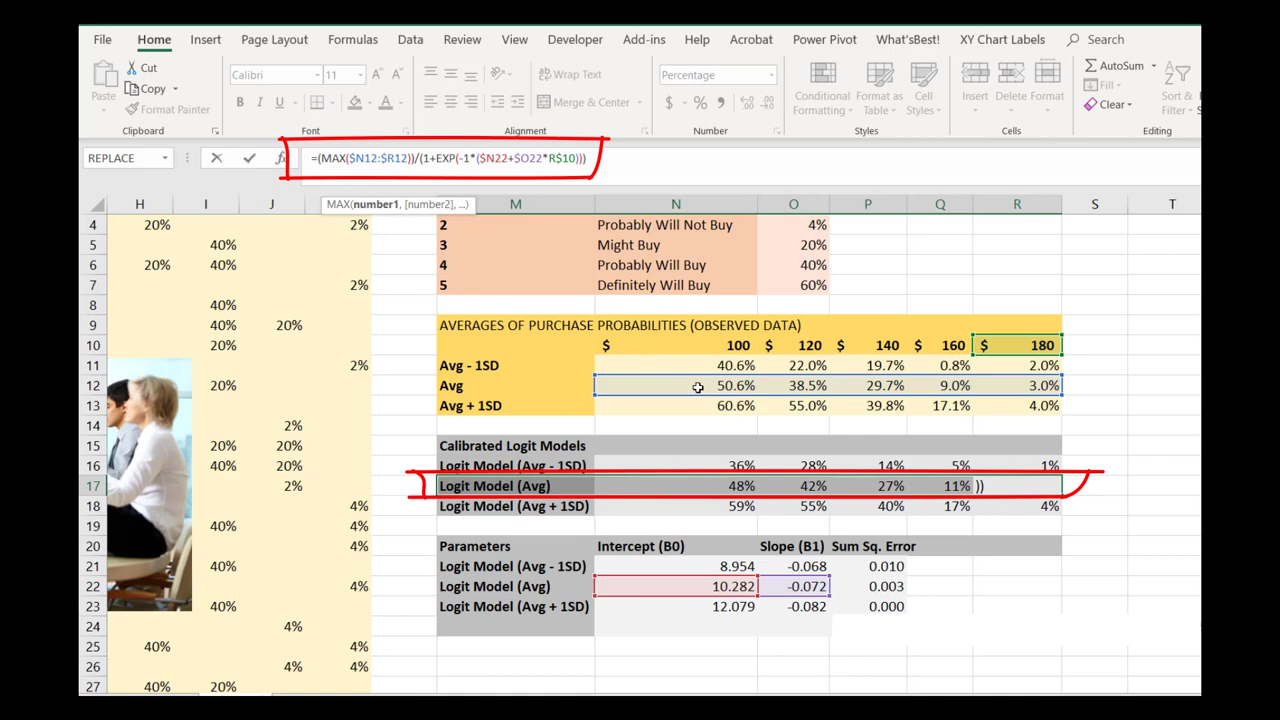 File Home Insert Page Layout Formulas Data Review View Developer Add-ins Help Acrobat Power Pivot What'sBest! XY Chart Labels Search
Paste Cut Copy Format Painter
Calibri 11
B I U A
Wrap Text
Merge & Center
Percentage
$ %
Conditional Formatting
Format as Table
Cell Styles
Insert Delete Format
AutoSum
Fill
Clear
Sort & Filter
Clipboard Font Alignment Number Styles Cells Editing
REPLACE fx =(MAX($N12:$R12))/(1+EXP(-1*($N22+$O22*R$10)))
MAX(number1, [number2], ...)
H I J M N O P Q R S T
4 20% 2% 2 Probably Will Not Buy 4%
5 40% 3 Might Buy 20%
6 20% 40% 4 Probably Will Buy 40%
7 2% 5 Definitely Will Buy 60%
8 40%
9 40% 20% AVERAGES OF PURCHASE PROBABILITIES (OBSERVED DATA)
10 20% $ 100 $ 120 $ 140 $ 160 $ 180
11 2% Avg - 1SD 40.6% 22.0% 19.7% 0.8% 2.0%
12 20% Avg 50.6% 38.5% 29.7% 9.0% 3.0%
13 Avg + 1SD 60.6% 55.0% 39.8% 17.1% 4.0%
14 2%
15 20% 20% Calibrated Logit Models
16 40% 20% Logit Model (Avg - 1SD) 36% 28% 14% 5% 1%
17 2% Logit Model (Avg) 48% 42% 27% 11% ))
18 4% Logit Model (Avg + 1SD) 59% 55% 40% 17% 4%
19 40% 4%
20 4% Parameters Intercept (B0) Slope (B1) Sum Sq. Error
21 40% Logit Model (Avg - 1SD) 8.954 -0.068 0.010
22 4% Logit Model (Avg) 10.282 -0.072 0.003
23 40% Logit Model (Avg + 1SD) 12.079 -0.082 0.000
24 4%
25 40% 4%
26 4% 4%
27 40% 20%